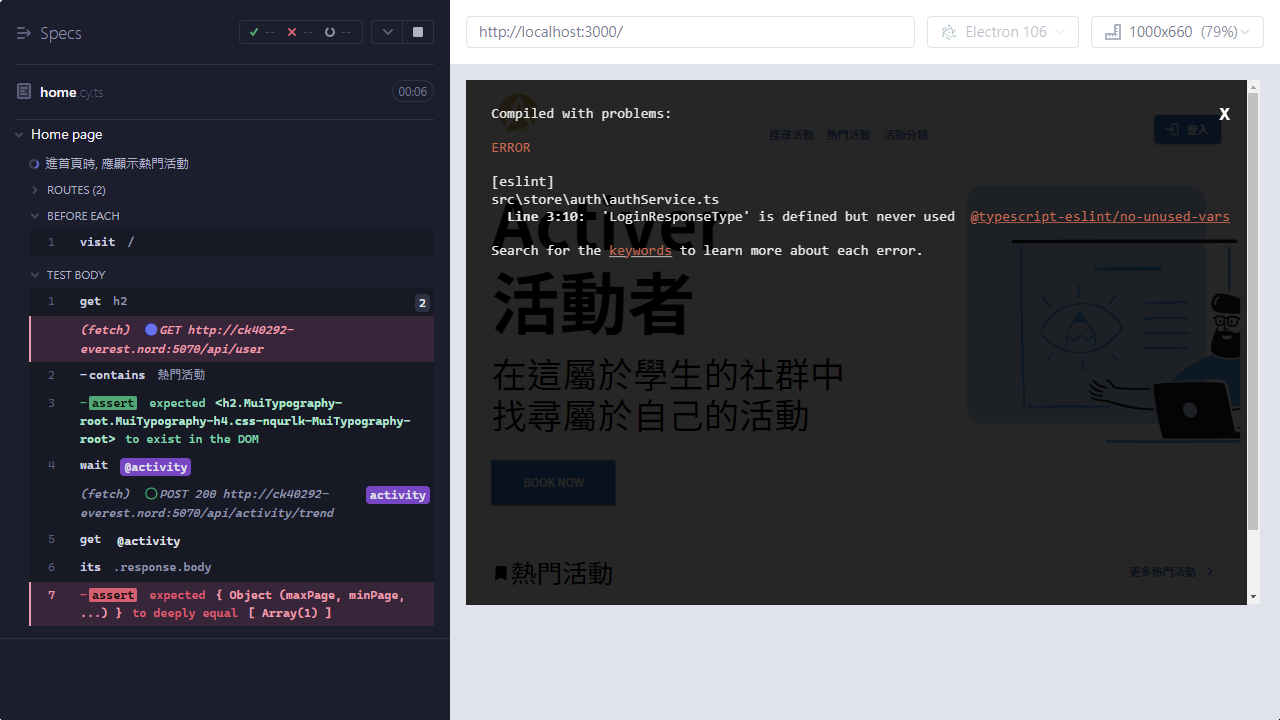 Specs
-- -- --
home.cy.ts 00:06
Home page
進首頁時, 應顯示熱門活動
ROUTES (2)
BEFORE EACH
1 visit /
TEST BODY
1 get h2 2
(fetch) GET http://ck40292-
everest.nord:5070/api/user
2 -contains 熱門活動
3 -assert expected <h2.MuiTypography-
root.MuiTypography-h4.css-nqurlk-MuiTypography-
root> to exist in the DOM
4 wait @activity
(fetch) POST 200 http://ck40292- activity
everest.nord:5070/api/activity/trend
5 get @activity
6 its .response.body
7 -assert expected { Object (maxPage, minPage,
...) } to deeply equal [ Array(1) ]
http://localhost:3000/ Electron 106 1000x660 (79%)
Compiled with problems: X
搜尋活動 熱門活動 活動分類 登入
ERROR
[eslint]
src\store\auth\authService.ts
Line 3:10: 'LoginResponseType' is defined but never used @typescript-eslint/no-unused-vars
Activer
Search for the keywords to learn more about each error.
活動者
在這屬於學生的社群中
找尋屬於自己的活動
BOOK NOW
熱門活動 更多熱門活動